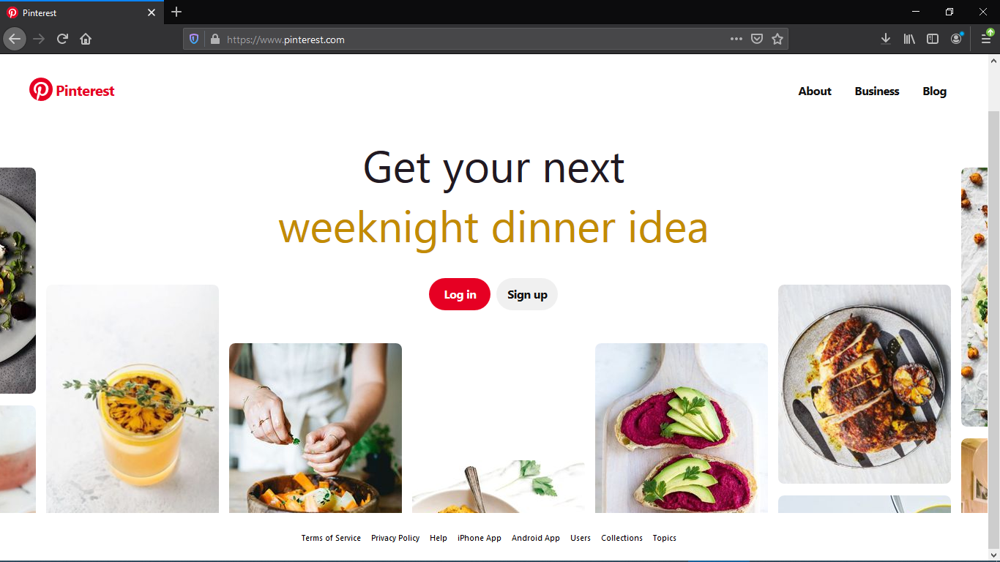 Pinterest
https://www.pinterest.com
Pinterest
About Business Blog
Get your next
weeknight dinner idea
Log in Sign up
Terms of Service Privacy Policy Help iPhone App Android App Users Collections Topics